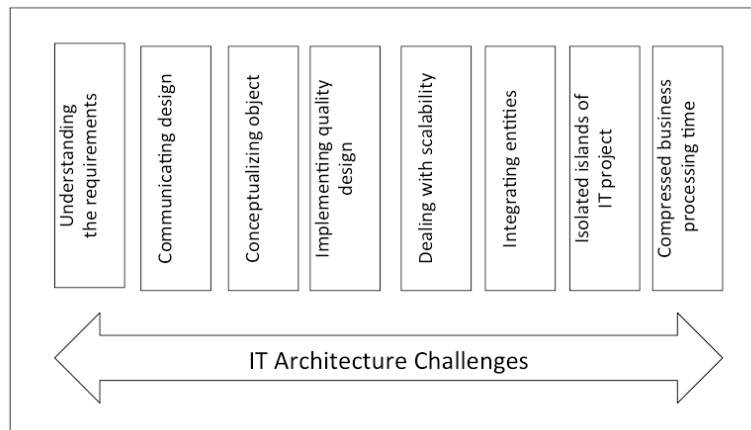 Understanding
the requirements
Communicating design
Conceptualizing object
Implementing quality
design
Dealing with scalability
Integrating entities
Isolated islands of
IT project
Compressed business
processing time
IT Architecture Challenges